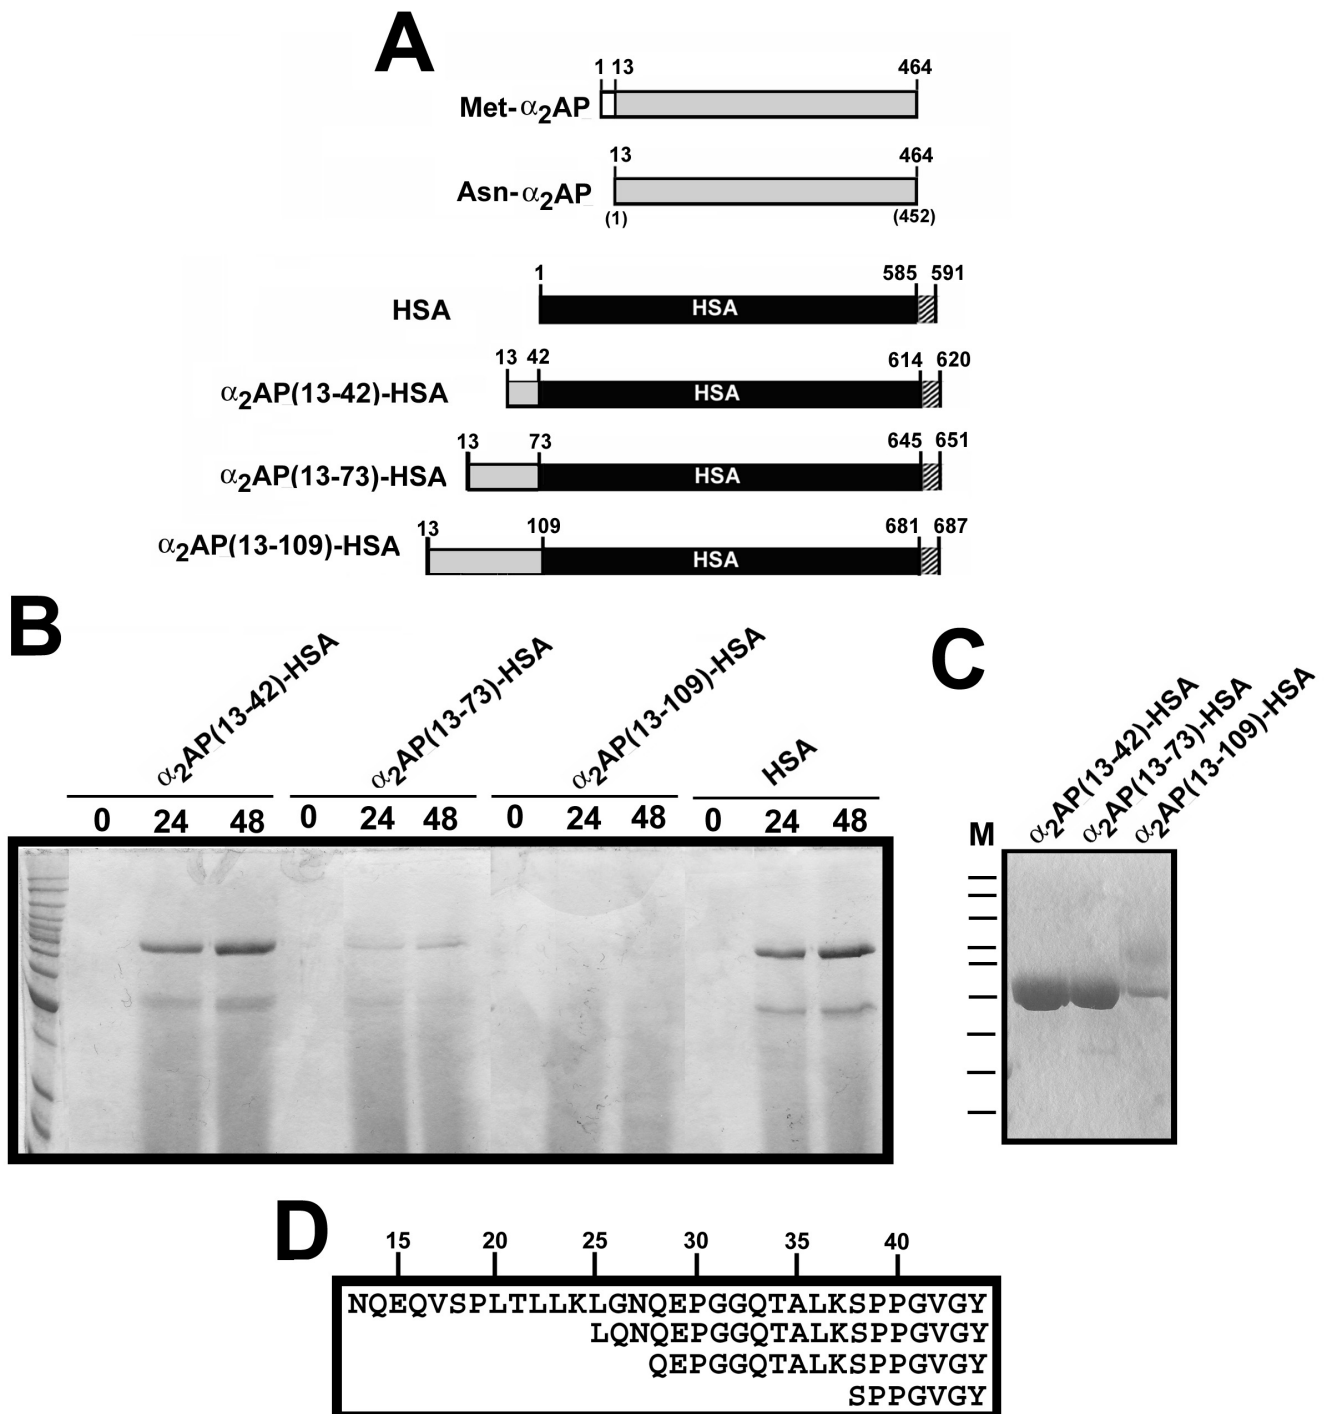 A
1 13 464
Met-α2AP
13 464
Asn-α2AP
(1) (452)
1 585 591
HSA HSA
13 42 614 620
α2AP(13-42)-HSA HSA
13 73 645 651
α2AP(13-73)-HSA HSA
13 109 681 687
α2AP(13-109)-HSA HSA
B
α2AP(13-42)-HSA α2AP(13-73)-HSA α2AP(13-109)-HSA HSA
0 24 48 0 24 48 0 24 48 0 24 48
C
α2AP(13-42)-HSA
α2AP(13-73)-HSA
α2AP(13-109)-HSA
M
D
15 20 25 30 35 40
NQEQVSPLTLLKLGNQEPGGQTALKSPPGVGY
LQNQEPGGQTALKSPPGVGY
QEPGGQTALKSPPGVGY
SPPGVGY